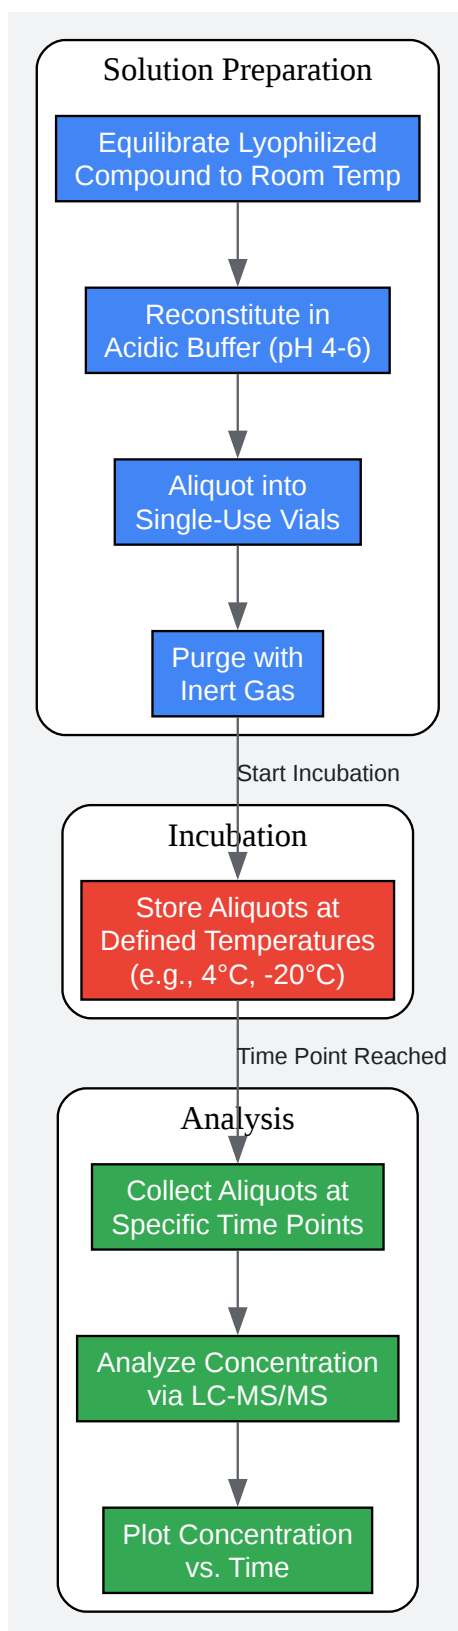 Solution Preparation
Equilibrate Lyophilized
Compound to Room Temp
Reconstitute in
Acidic Buffer (pH 4-6)
Aliquot into
Single-Use Vials
Purge with
Inert Gas
Start Incubation
Incubation
Store Aliquots at
Defined Temperatures
(e.g., 4°C, -20°C)
Time Point Reached
Analysis
Collect Aliquots at
Specific Time Points
Analyze Concentration
via LC-MS/MS
Plot Concentration
vs. Time